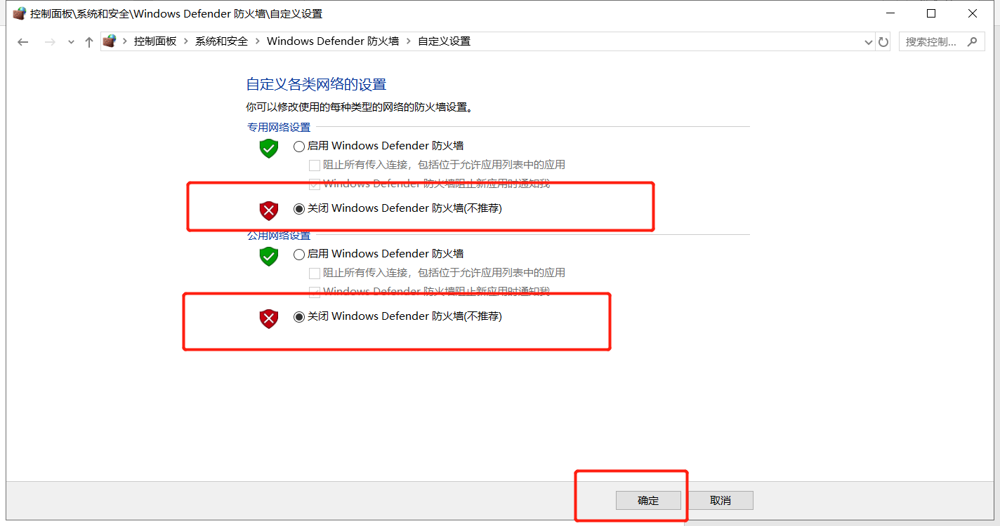 控制面板\系统和安全\Windows Defender 防火墙\自定义设置
控制面板 系统和安全 Windows Defender 防火墙 自定义设置 搜索控制...
自定义各类网络的设置
你可以修改使用的每种类型的网络的防火墙设置。
专用网络设置
启用 Windows Defender 防火墙
阻止所有传入连接，包括位于允许应用列表中的应用
Windows Defender 防火墙阻止新应用时通知我
关闭 Windows Defender 防火墙(不推荐)
公用网络设置
启用 Windows Defender 防火墙
阻止所有传入连接，包括位于允许应用列表中的应用
Windows Defender 防火墙阻止新应用时通知我
关闭 Windows Defender 防火墙(不推荐)
确定 取消